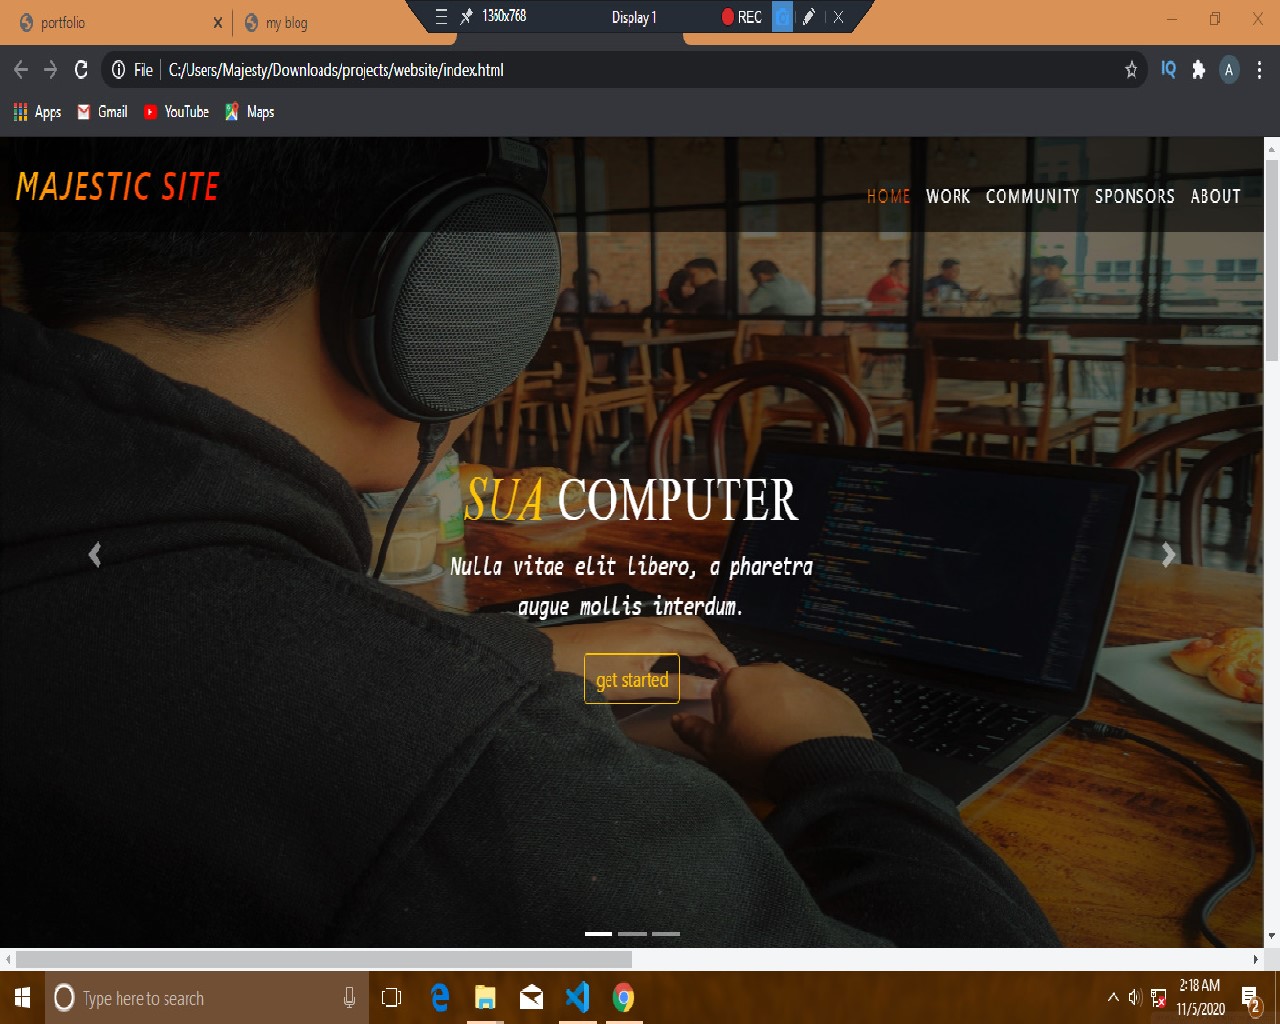 portfolio
my blog
1360x768
Display 1
REC
File
C:/Users/Majesty/Downloads/projects/website/index.html
IQ
A
Apps
Gmail
YouTube
Maps
MAJESTIC SITE
HOME
WORK
COMMUNITY
SPONSORS
ABOUT
SUA COMPUTER
Nulla vitae elit libero, a pharetra
augue mollis interdum.
get started
Type here to search
2:18 AM
11/5/2020
2